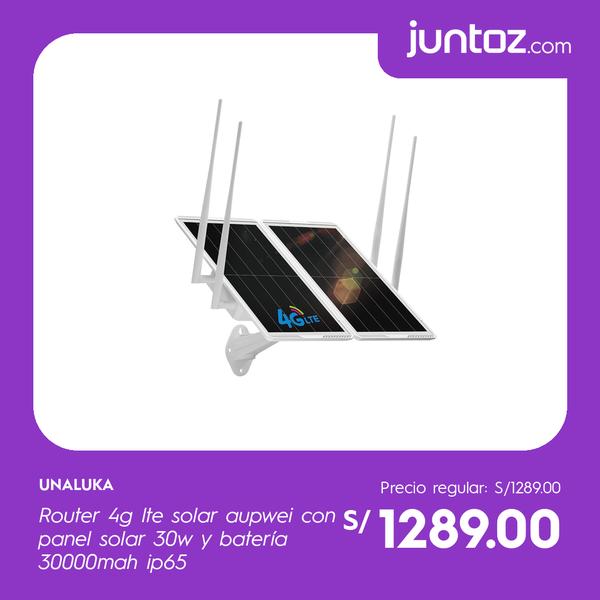 juntoz.com
4G LTE
UNALUKA
Router 4g lte solar aupwei con
panel solar 30w y batería
30000mah ip65
Precio regular: S/1289.00
S/ 1289.00